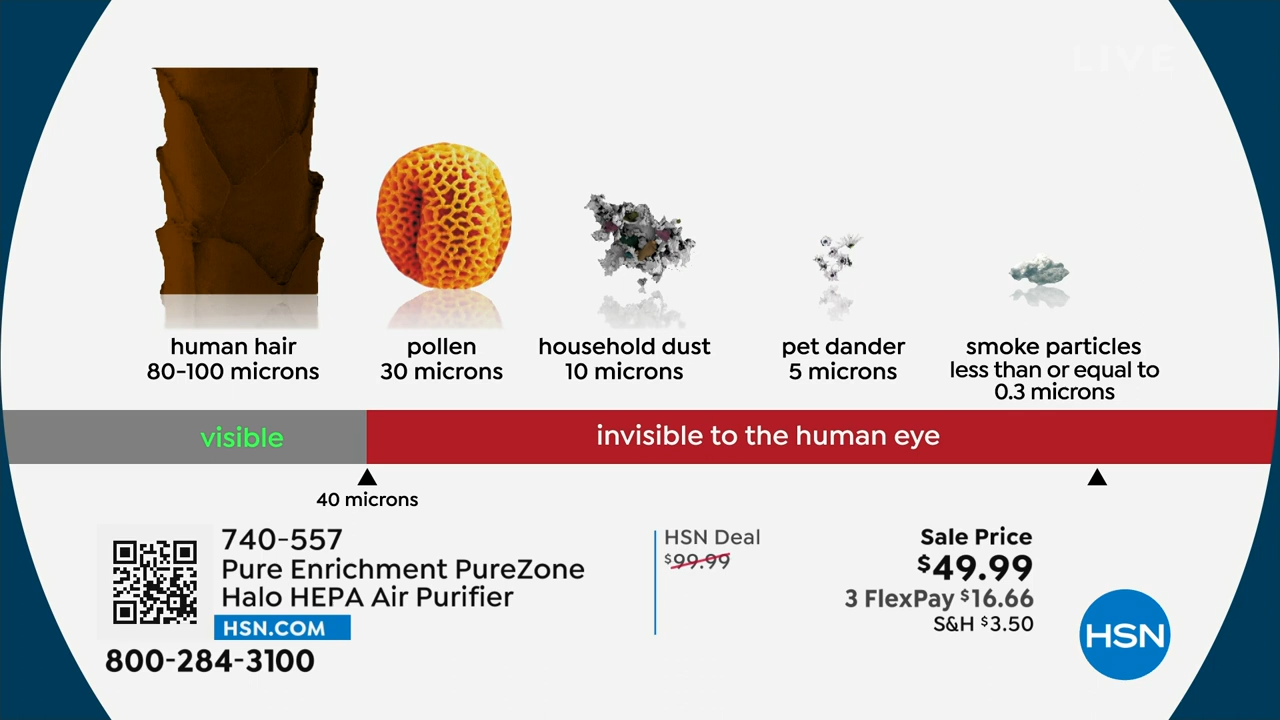 LIVE
human hair
80-100 microns
pollen
30 microns
household dust
10 microns
pet dander
5 microns
smoke particles
less than or equal to
0.3 microns
visible
invisible to the human eye
40 microns
740-557
Pure Enrichment PureZone
Halo HEPA Air Purifier
HSN.COM
800-284-3100
HSN Deal
$99.99
Sale Price
$49.99
3 FlexPay $16.66
S&H $3.50
HSN